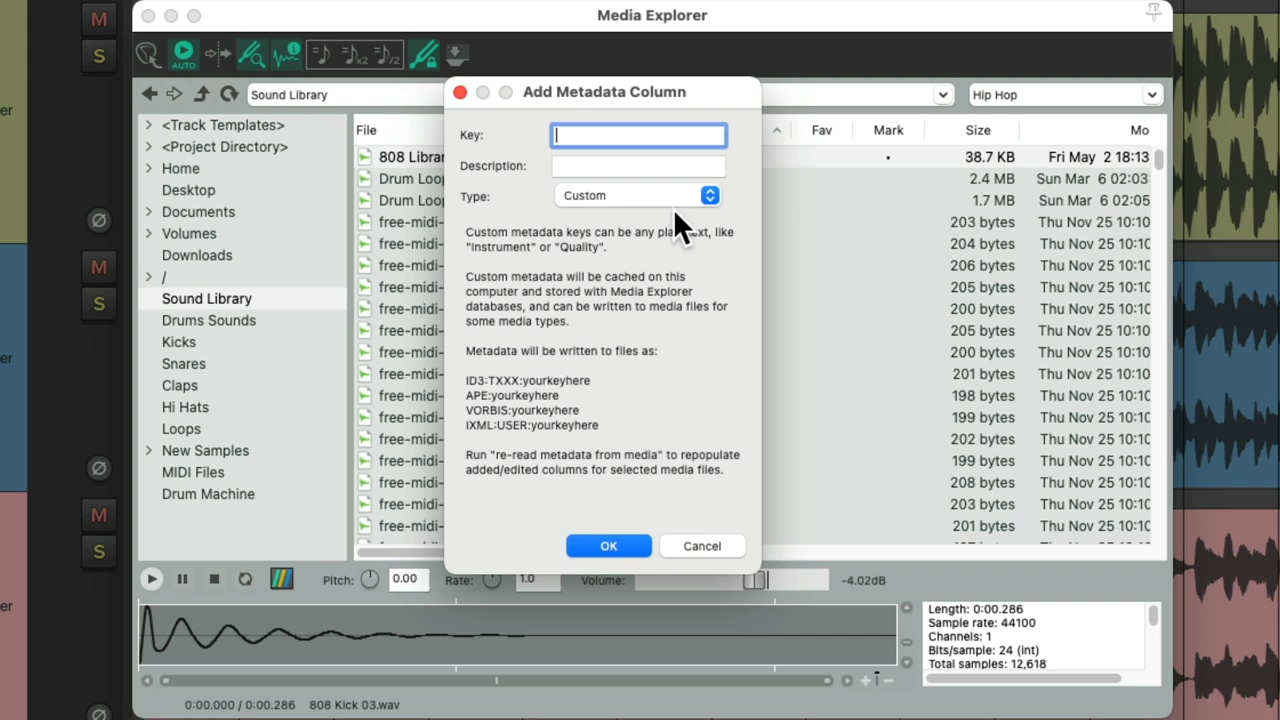 Media Explorer
M
S
AUTO
x2
/2
Sound Library
Hip Hop
Add Metadata Column
Key:
Description:
Type:
Custom
Custom metadata keys can be any
"Instrument" or "Quality".
Custom metadata will be cached on this
computer and stored with Media Explorer
databases, and can be written to media files for
some media types.
Metadata will be written to files as:
ID3:TXXX:yourkeyhere
APE:yourkeyhere
VORBIS:yourkeyhere
IXML:USER:yourkeyhere
Run "re-read metadata from media" to repopulate
added/edited columns for selected media files.
OK
Cancel
<Track Templates>
<Project Directory>
Home
Desktop
Documents
Volumes
Downloads
/
Sound Library
Drums Sounds
Kicks
Snares
Claps
Hi Hats
Loops
New Samples
MIDI Files
Drum Machine
File Fav Mark Size Mo
808 Librar 38.7 KB Fri May 2 18:13
Drum Loo 2.4 MB Sun Mar 6 02:03
Drum Loo 1.7 MB Sun Mar 6 02:05
free-midi- 203 bytes Thu Nov 25 10:10
free-midi- 204 bytes Thu Nov 25 10:10
free-midi- 206 bytes Thu Nov 25 10:10
free-midi- 205 bytes Thu Nov 25 10:10
free-midi- 200 bytes Thu Nov 25 10:10
free-midi- 205 bytes Thu Nov 25 10:10
free-midi- 200 bytes Thu Nov 25 10:10
free-midi- 201 bytes Thu Nov 25 10:10
free-midi- 198 bytes Thu Nov 25 10:10
free-midi- 199 bytes Thu Nov 25 10:10
free-midi- 202 bytes Thu Nov 25 10:10
free-midi- 199 bytes Thu Nov 25 10:10
free-midi- 208 bytes Thu Nov 25 10:10
free-midi- 203 bytes Thu Nov 25 10:10
free-midi- 201 bytes Thu Nov 25 10:10
er
M
S
er
M
S
er
Pitch: 0.00 Rate: 1.0 Volume: -4.02dB
Length: 0:00.286
Sample rate: 44100
Channels: 1
Bits/sample: 24 (int)
Total samples: 12,618
0:00.000 / 0:00.286 808 Kick 03.wav